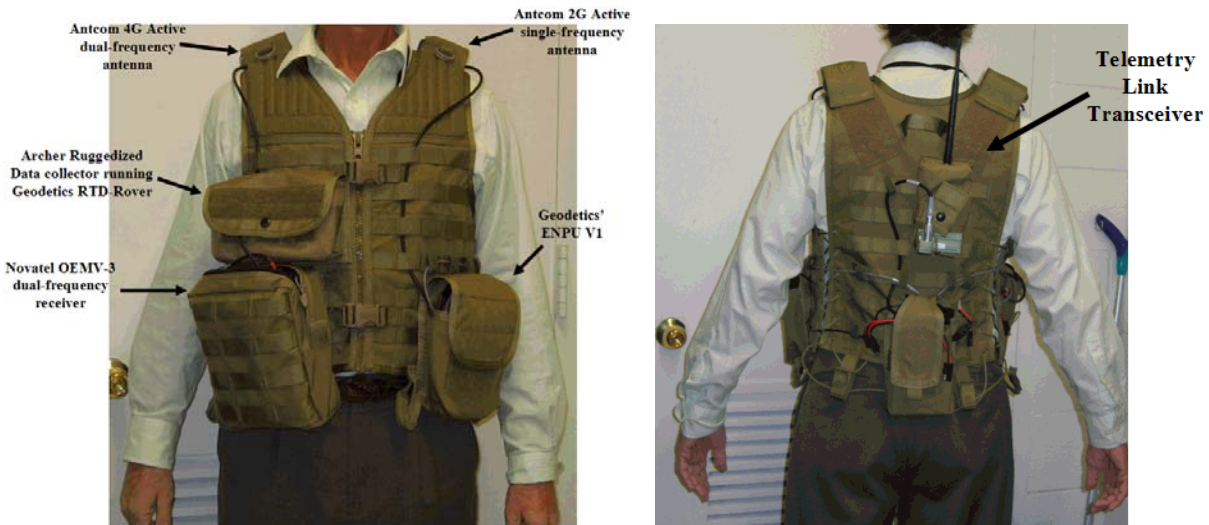 Antcom 4G Active
dual-frequency
antenna
Antcom 2G Active
single-frequency
antenna
Archer Ruggedized
Data collector running
Geodetics RTD-Rover
Geodetics’
ENPU V1
Novatel OEMV-3
dual-frequency
receiver
Telemetry
Link
Transceiver